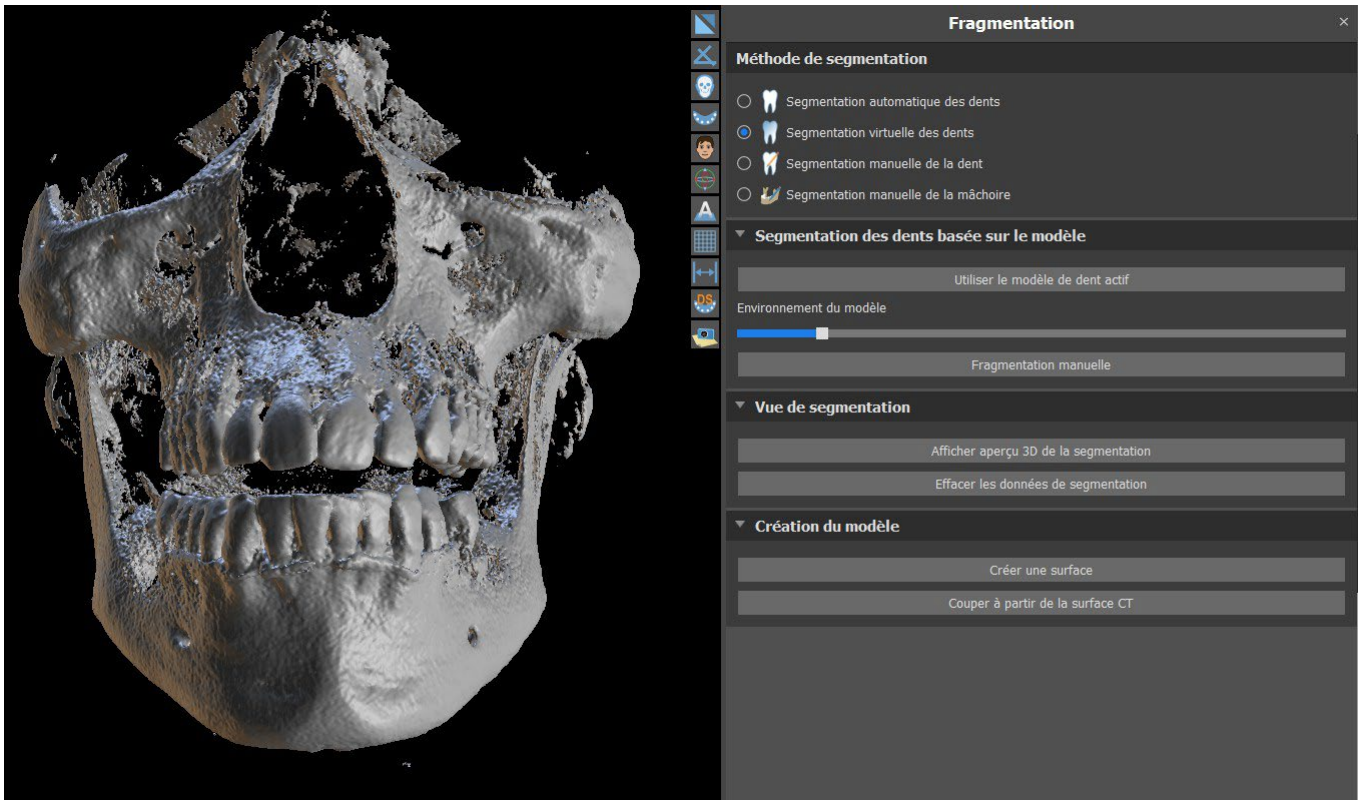 Fragmentation
×
Méthode de segmentation
Segmentation automatique des dents
Segmentation virtuelle des dents
Segmentation manuelle de la dent
Segmentation manuelle de la mâchoire
Segmentation des dents basée sur le modèle
Utiliser le modèle de dent actif
Environnement du modèle
Fragmentation manuelle
Vue de segmentation
Afficher aperçu 3D de la segmentation
Effacer les données de segmentation
Création du modèle
Créer une surface
Couper à partir de la surface CT
A
DS